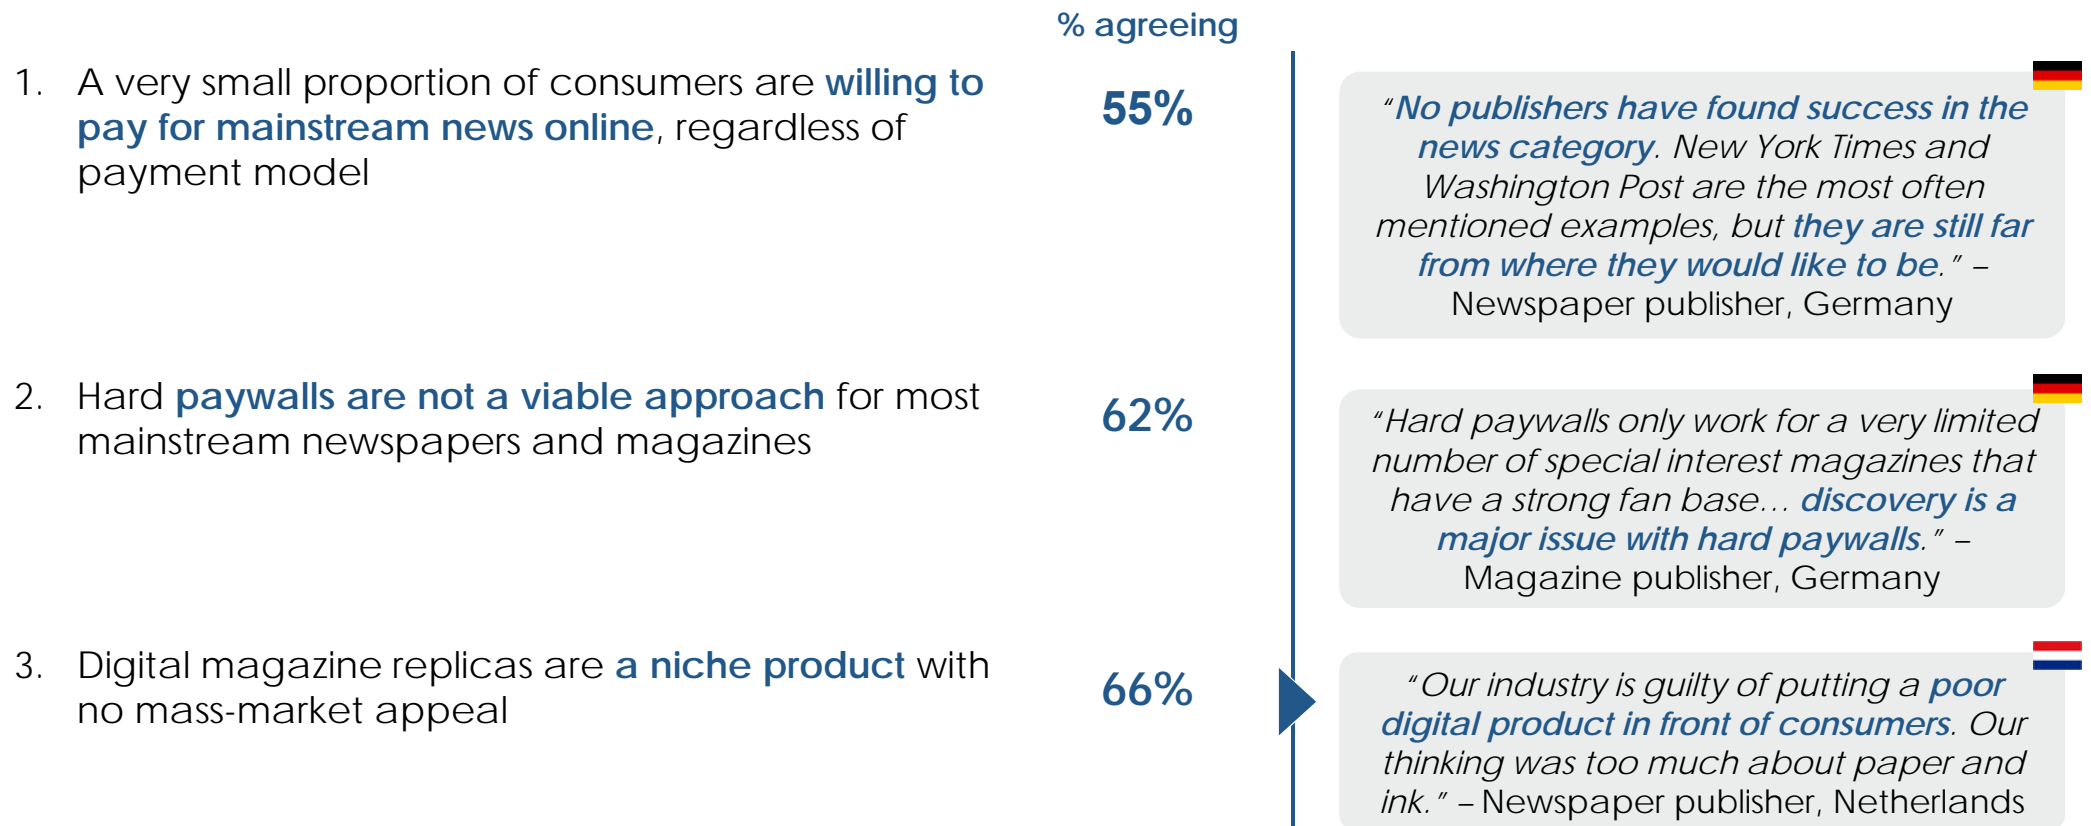 % agreeing
1. A very small proportion of consumers are willing to
pay for mainstream news online, regardless of
payment model
55%
“No publishers have found success in the
news category. New York Times and
Washington Post are the most often
mentioned examples, but they are still far
from where they would like to be.” –
Newspaper publisher, Germany
2. Hard paywalls are not a viable approach for most
mainstream newspapers and magazines
62%
“Hard paywalls only work for a very limited
number of special interest magazines that
have a strong fan base… discovery is a
major issue with hard paywalls.” –
Magazine publisher, Germany
3. Digital magazine replicas are a niche product with
no mass-market appeal
66%
“Our industry is guilty of putting a poor
digital product in front of consumers. Our
thinking was too much about paper and
ink.” – Newspaper publisher, Netherlands